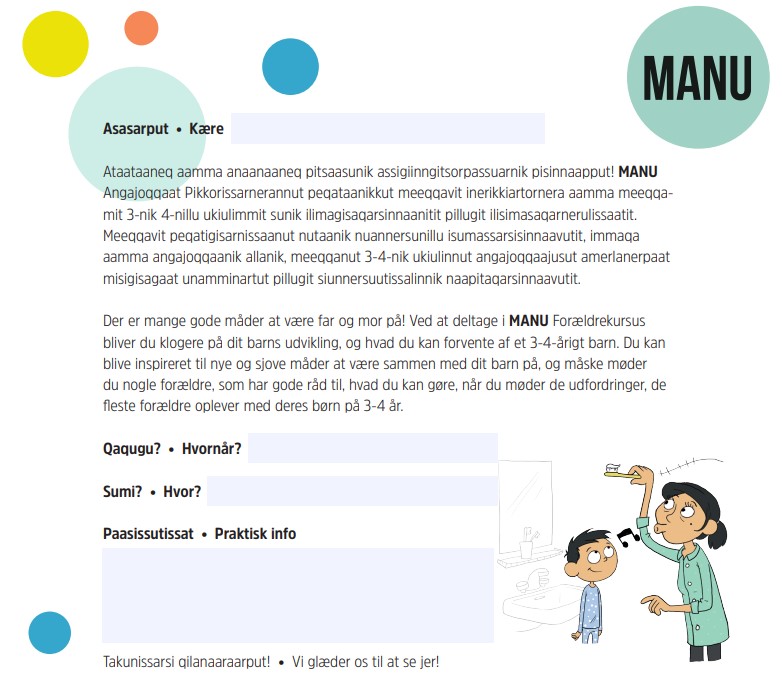 MANU
Asasarput • Kære
Ataataaneq aamma anaanaaneq pitsaasunik assigiinngitsorpassuarnik pisinnaapput! MANU
Angajoqqaat Pikkorissarnerannut peqataanikkut meeqqavit inerikkiartornera aamma meeqqa-
mit 3-nik 4-nillu ukiulimmit sunik ilimagisaqarsinnaanitit pillugit ilisimasaqarnerulissaatit.
Meeqqavit peqatigisarnissaanut nutaanik nuannersunillu isumassarsisinnaavutit, immaqa
aamma angajoqqaanik allanik, meeqqanut 3-4-nik ukiulinnut angajoqqaajusut amerlanerpaat
misigisagaat unamminartut pillugit siunnersuutissalinnik naapitaqarsinnaavutit.
Der er mange gode måder at være far og mor på! Ved at deltage i MANU Forældrekursus
bliver du klogere på dit barns udvikling, og hvad du kan forvente af et 3-4-årigt barn. Du kan
blive inspireret til nye og sjove måder at være sammen med dit barn på, og måske møder
du nogle forældre, som har gode råd til, hvad du kan gøre, når du møder de udfordringer, de
fleste forældre oplever med deres børn på 3-4 år.
Qaqugu? • Hvornår?
Sumi? • Hvor?
Paasissutissat • Praktisk info
Takunissarsi qilanaaraarput! • Vi glæder os til at se jer!